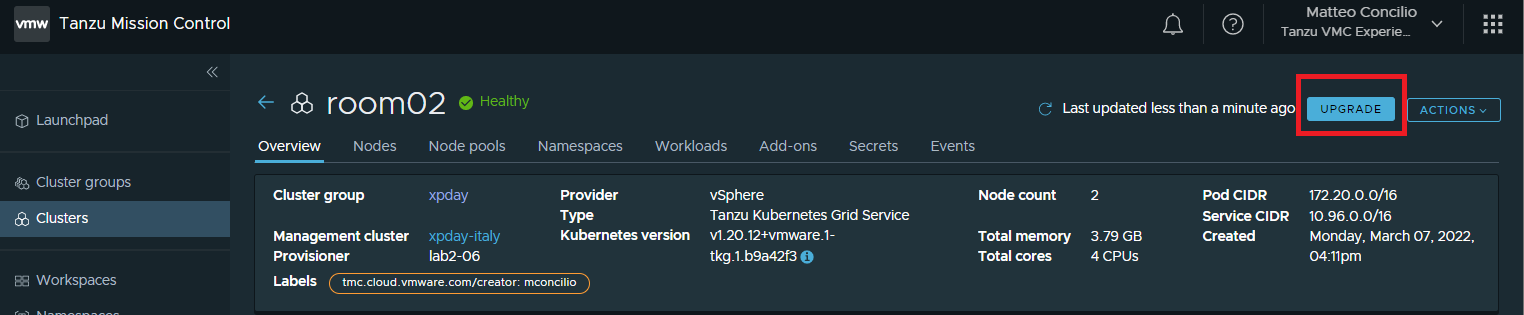 vmw Tanzu Mission Control
Matteo Concilio
Tanzu VMC Experie...
Launchpad
Cluster groups
Clusters
Workspaces
Namespaces
room02 Healthy
Last updated less than a minute ago UPGRADE ACTIONS
Overview Nodes Node pools Namespaces Workloads Add-ons Secrets Events
Cluster group xpday
Management cluster xpday-italy
Provisioner lab2-06
Labels tmc.cloud.vmware.com/creator: mconcilio
Provider vSphere
Type Tanzu Kubernetes Grid Service
Kubernetes version v1.20.12+vmware.1-
tkg.1.b9a42f3
Node count 2
Total memory 3.79 GB
Total cores 4 CPUs
Pod CIDR 172.20.0.0/16
Service CIDR 10.96.0.0/16
Created Monday, March 07, 2022,
04:11pm